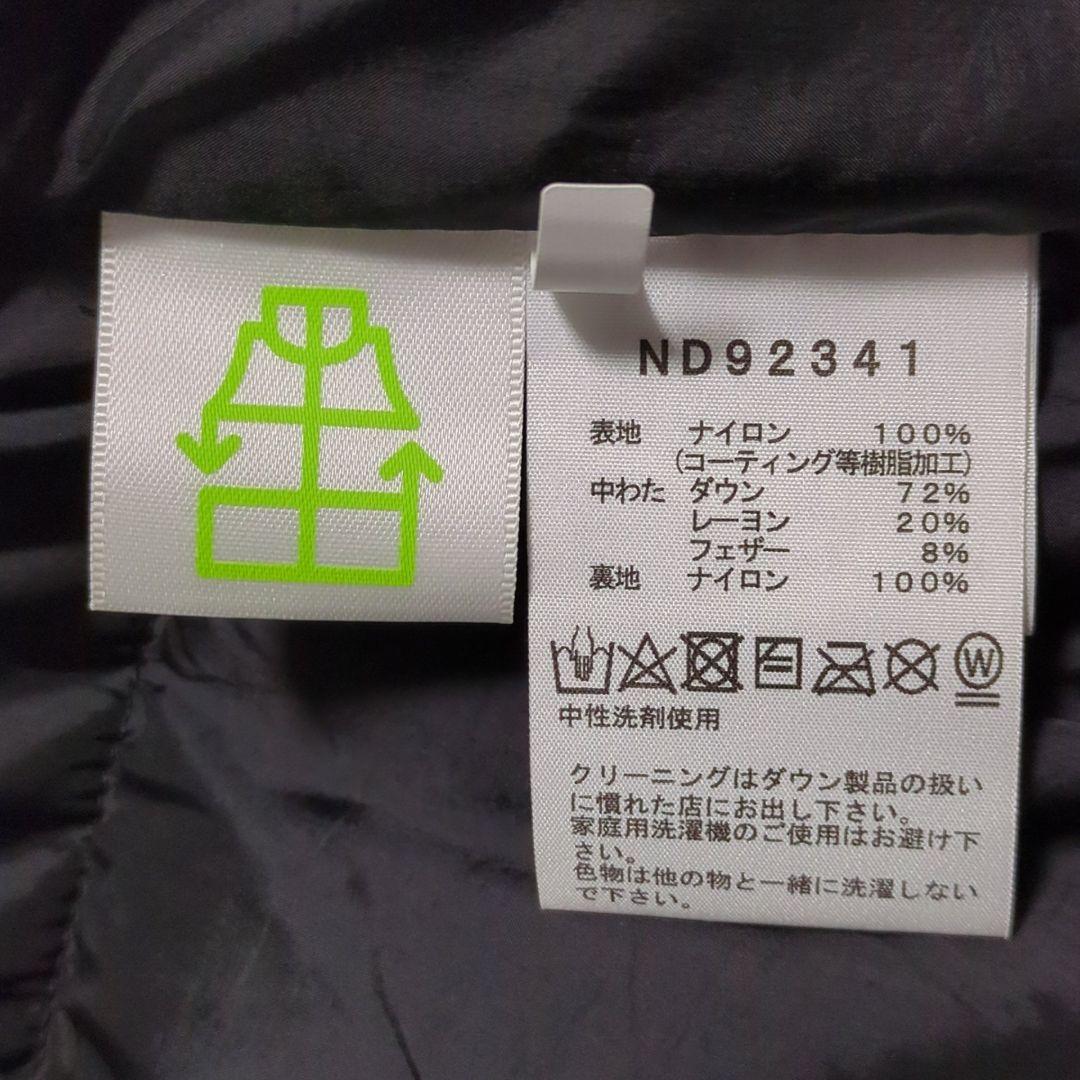 ND92341
表地 ナイロン 100%
(コーティング等樹脂加工)
中わた ダウン 72%
レーヨン 20%
フェザー 8%
裏地 ナイロン 100%
W
中性洗剤使用
クリーニングはダウン製品の扱い
に慣れた店にお出し下さい。
家庭用洗濯機のご使用はお避け下
さい。
色物は他の物と一緒に洗濯しない
で下さい。